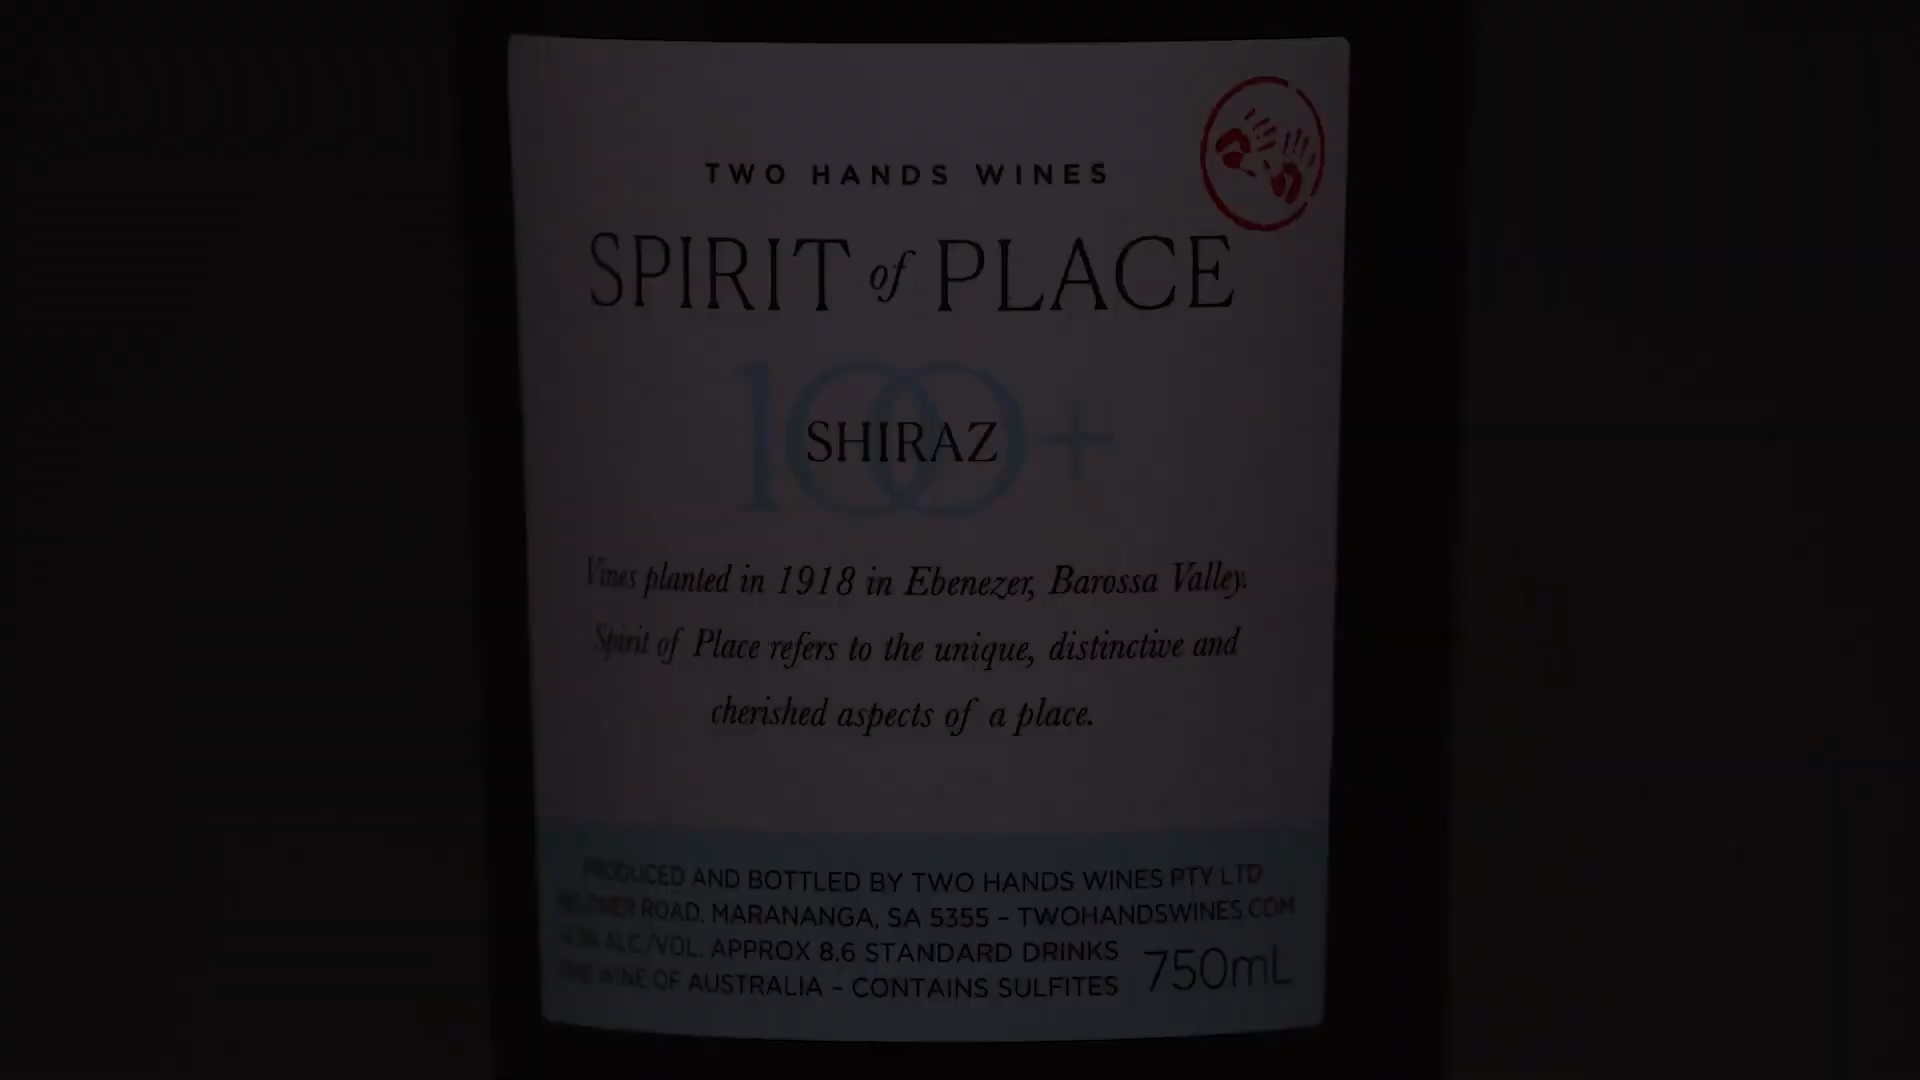 TWO HANDS WINES
SPIRIT of PLACE
100+
SHIRAZ
Vines planted in 1918 in Ebenezer, Barossa Valley.
Spirit of Place refers to the unique, distinctive and
cherished aspects of a place.
PRODUCED AND BOTTLED BY TWO HANDS WINES PTY LTD
ROAD, MARANANGA, SA 5355 – TWOHANDSWINES.COM
ALC/VOL. APPROX 8.6 STANDARD DRINKS
WINE OF AUSTRALIA – CONTAINS SULFITES
750mL